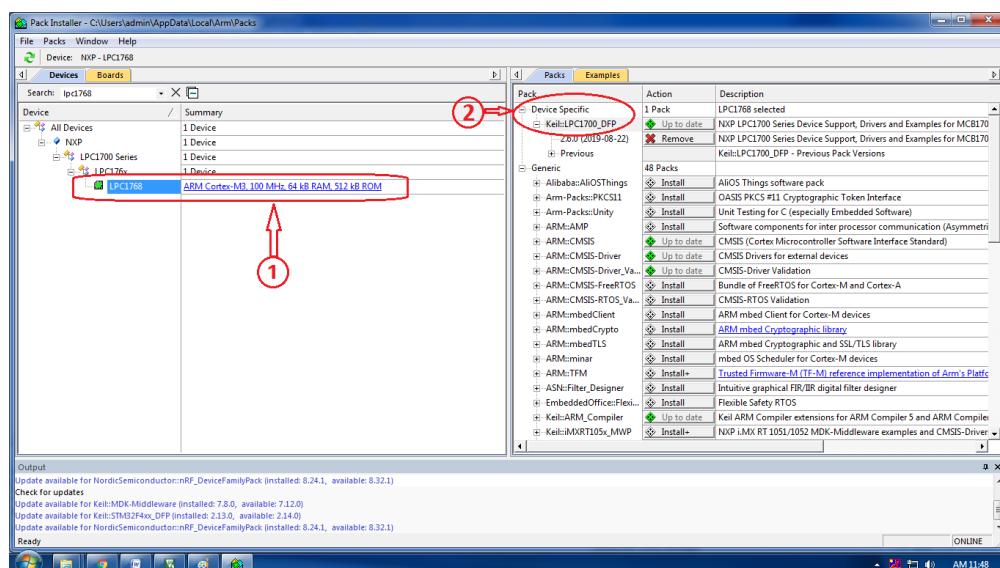 Pack Installer - C:\Users\admin\AppData\Local\Arm\Packs
File Packs Window Help
Device: NXP - LPC1768
Devices Boards
Search: lpc1768
Device / Summary
All Devices 1 Device
NXP 1 Device
LPC1700 Series 1 Device
LPC176x 1 Device
LPC1768 ARM Cortex-M3, 100 MHz, 64 kB RAM, 512 kB ROM
1
2
Packs Examples
Pack Action Description
Device Specific 1 Pack LPC1768 selected
Keil::LPC1700_DFP Up to date NXP LPC1700 Series Device Support, Drivers and Examples for MCB170
2.6.0 (2019-08-22) Remove NXP LPC1700 Series Device Support, Drivers and Examples for MCB170
Previous Keil::LPC1700_DFP - Previous Pack Versions
Generic 48 Packs
Alibaba::AliOSThings Install AliOS Things software pack
Arm-Packs::PKCS11 Install OASIS PKCS #11 Cryptographic Token Interface
Arm-Packs::Unity Install Unit Testing for C (especially Embedded Software)
ARM::AMP Install Software components for inter processor communication (Asymmetri
ARM::CMSIS Up to date CMSIS (Cortex Microcontroller Software Interface Standard)
ARM::CMSIS-Driver Up to date CMSIS Drivers for external devices
ARM::CMSIS-Driver_Va... Up to date CMSIS-Driver Validation
ARM::CMSIS-FreeRTOS Install Bundle of FreeRTOS for Cortex-M and Cortex-A
ARM::CMSIS-RTOS_Va... Install CMSIS-RTOS Validation
ARM::mbedClient Install ARM mbed Client for Cortex-M devices
ARM::mbedCrypto Install ARM mbed Cryptographic library
ARM::mbedTLS Install ARM mbed Cryptographic and SSL/TLS library
ARM::minar Install mbed OS Scheduler for Cortex-M devices
ARM::TFM Install+ Trusted Firmware-M (TF-M) reference implementation of Arm's Platfo
ASN::Filter_Designer Install Intuitive graphical FIR/IIR digital filter designer
EmbeddedOffice::Flexi... Install Flexible Safety RTOS
Keil::ARM_Compiler Up to date Keil ARM Compiler extensions for ARM Compiler 5 and ARM Compiler
Keil::iMXRT105x_MWP Install+ NXP i.MX RT 1051/1052 MDK-Middleware examples and CMSIS-Driver
Output
Update available for NordicSemiconductor::nRF_DeviceFamilyPack (installed: 8.24.1, available: 8.32.1)
Check for updates
Update available for Keil::MDK-Middleware (installed: 7.8.0, available: 7.12.0)
Update available for Keil::STM32F4xx_DFP (installed: 2.13.0, available: 2.14.0)
Update available for NordicSemiconductor::nRF_DeviceFamilyPack (installed: 8.24.1, available: 8.32.1)
Ready ONLINE
AM 11:48